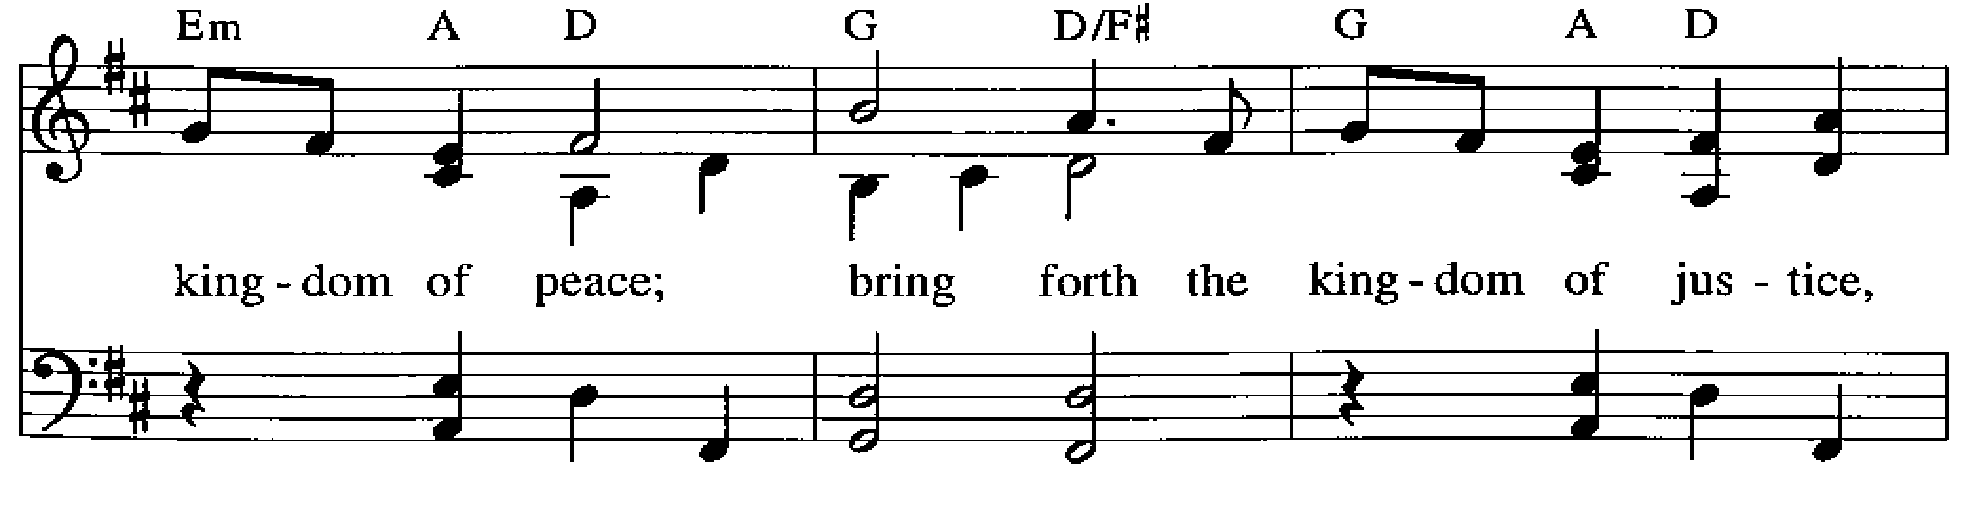 Em A D G D/F♯ G A D
king - dom of peace; bring forth the king - dom of jus - tice,